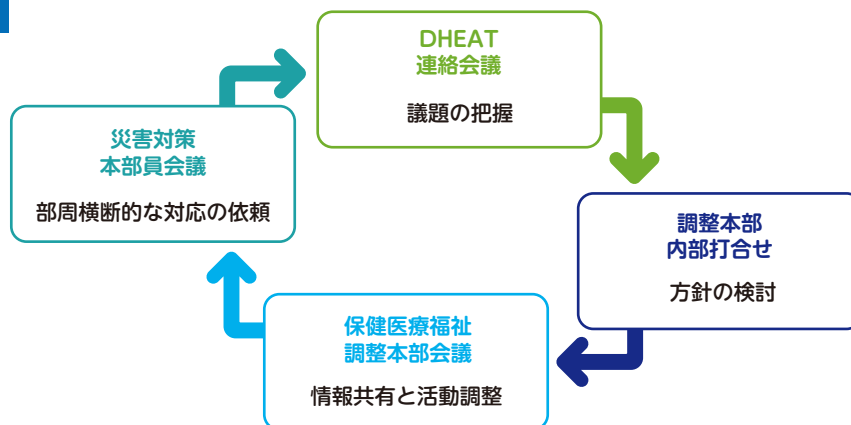 DHEAT
連絡会議
議題の把握
災害対策
本部員会議
部周横断的な対応の依頼
調整本部
内部打合せ
方針の検討
保健医療福祉
調整本部会議
情報共有と活動調整